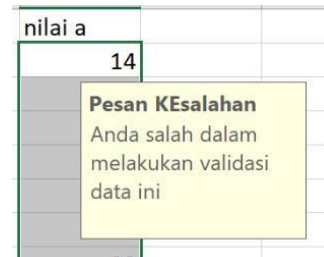 nilai a
14
Pesan KEsalahan
Anda salah dalam
melakukan validasi
data ini